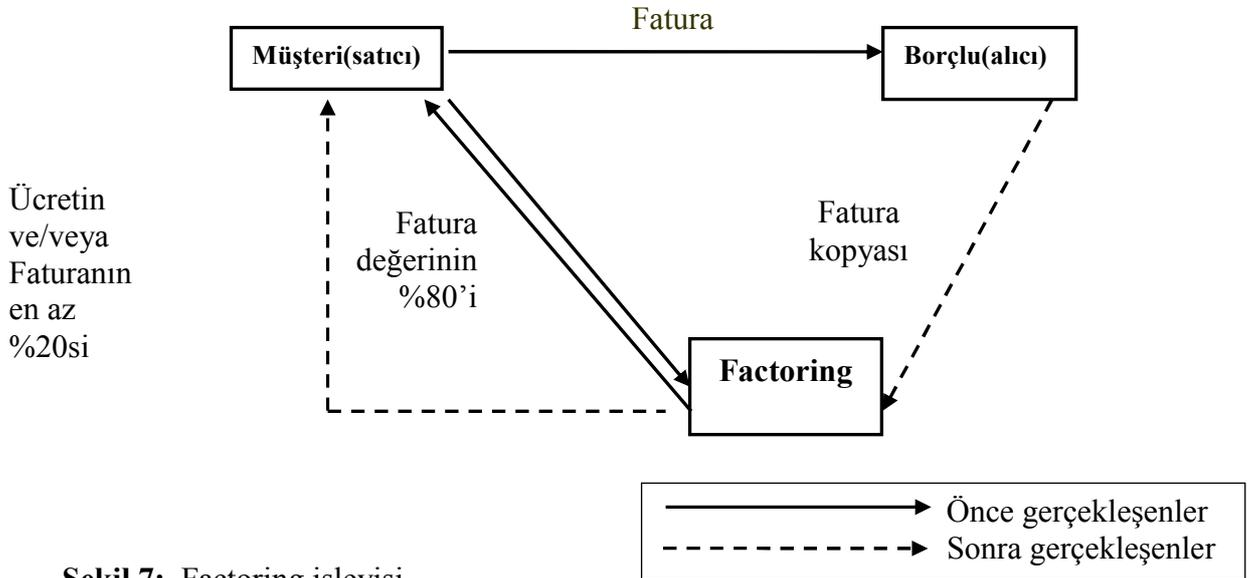 Fatura
Müşteri(satıcı)
Borçlu(alıcı)
Ücretin
ve/veya
Faturanın
en az
%20si
Fatura
değerinin
%80’i
Fatura
kopyası
Factoring
Önce gerçekleşenler
Sonra gerçekleşenler
Şekil 7: Factoring işleyişi